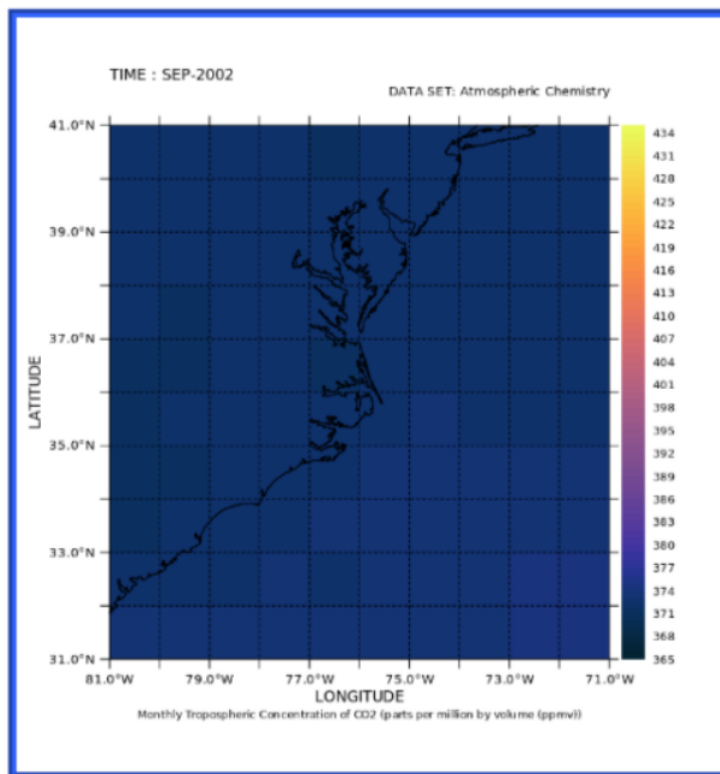 TIME : SEP-2002
DATA SET: Atmospheric Chemistry
41.0°N
39.0°N
37.0°N
35.0°N
33.0°N
31.0°N
LATITUDE
434
431
428
425
422
419
416
413
410
407
404
401
398
395
392
389
386
383
380
377
374
371
368
365
81.0°W 79.0°W 77.0°W 75.0°W 73.0°W 71.0°W
LONGITUDE
Monthly Tropospheric Concentration of CO2 (parts per million by volume (ppmv))